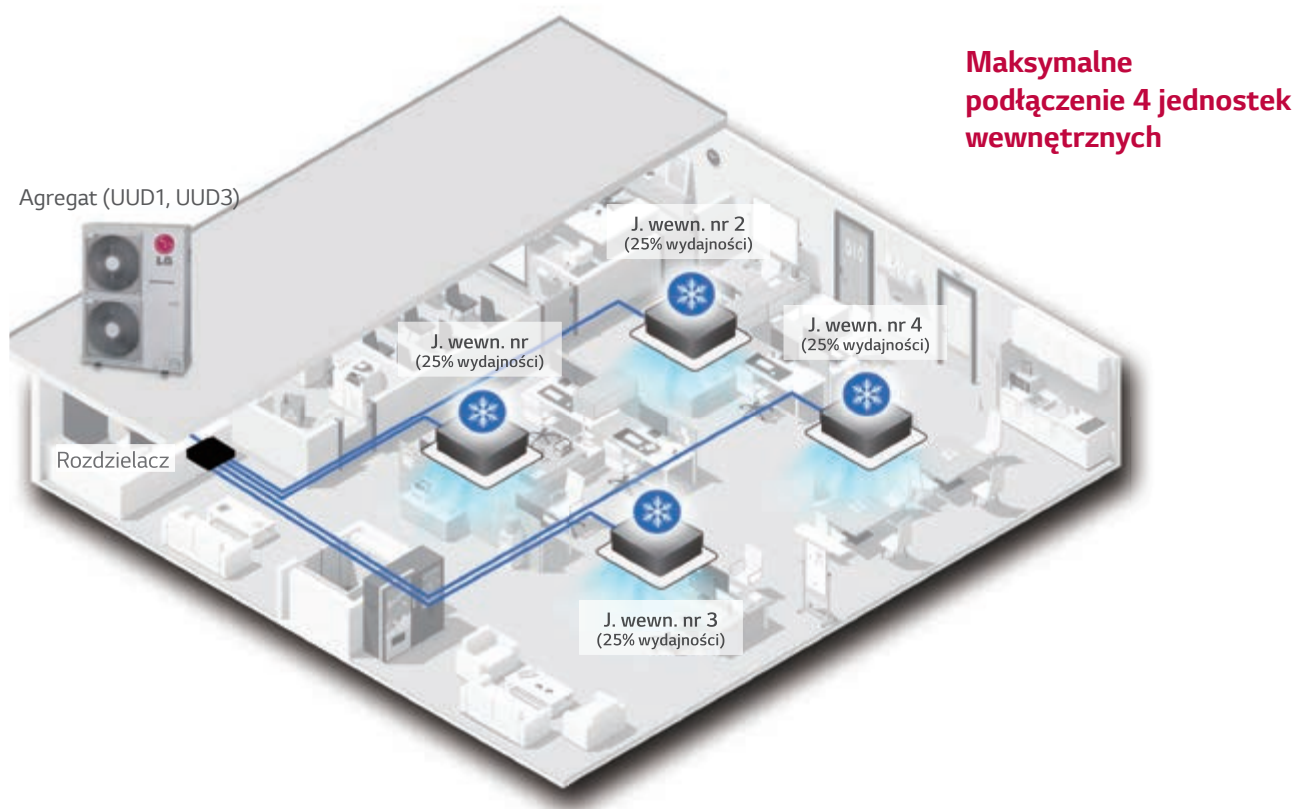 Maksymalne
podłączenie 4 jednostek
wewnętrznych
Agregat (UUD1, UUD3)
LG
J. wewn. nr 2
(25% wydajności)
J. wewn. nr 4
(25% wydajności)
J. wewn. nr
(25% wydajności)
Rozdzielacz
J. wewn. nr 3
(25% wydajności)